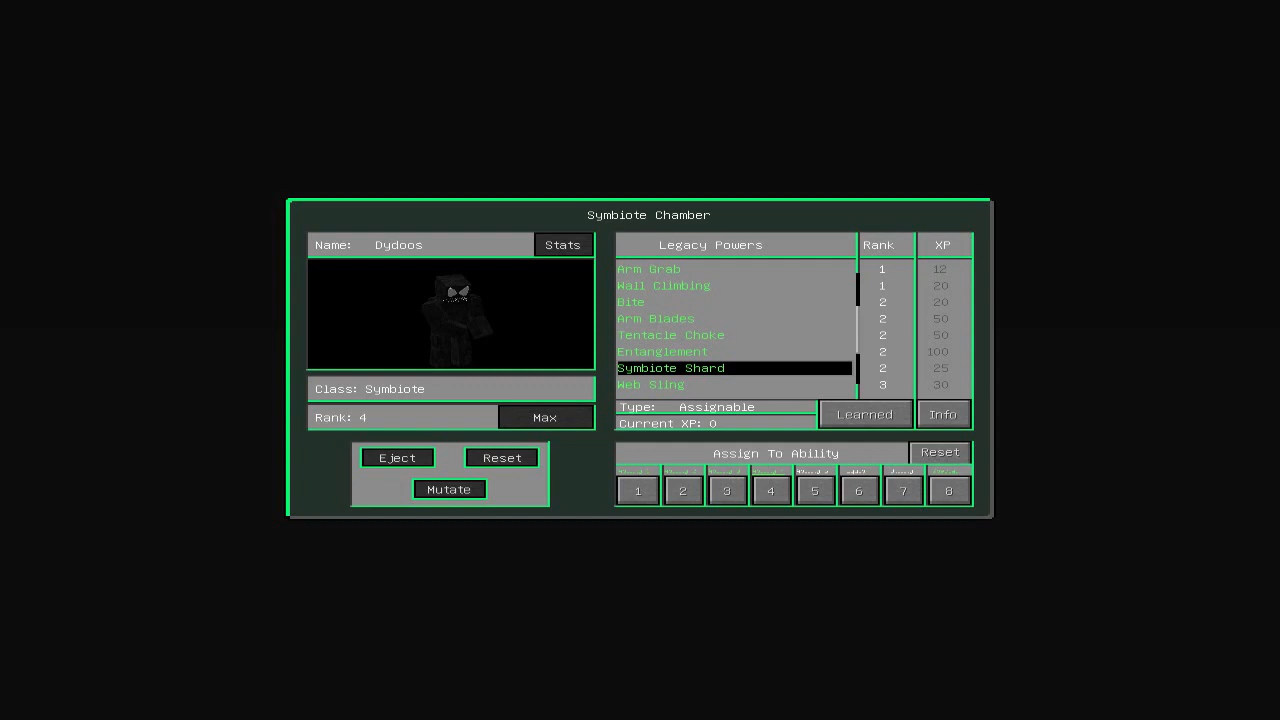 Symbiote Chamber
Name: Dydoos
Stats
Class: Symbiote
Rank: 4
Max
Eject
Reset
Mutate
Legacy Powers Rank XP
Arm Grab 1 12
Wall Climbing 1 20
Bite 2 20
Arm Blades 2 50
Tentacle Choke 2 50
Entanglement 2 100
Symbiote Shard 2 25
Web Sling 3 30
Type: Assignable
Current XP: 0
Learned
Info
Assign To Ability
Reset
1 2 3 4 5 6 7 8